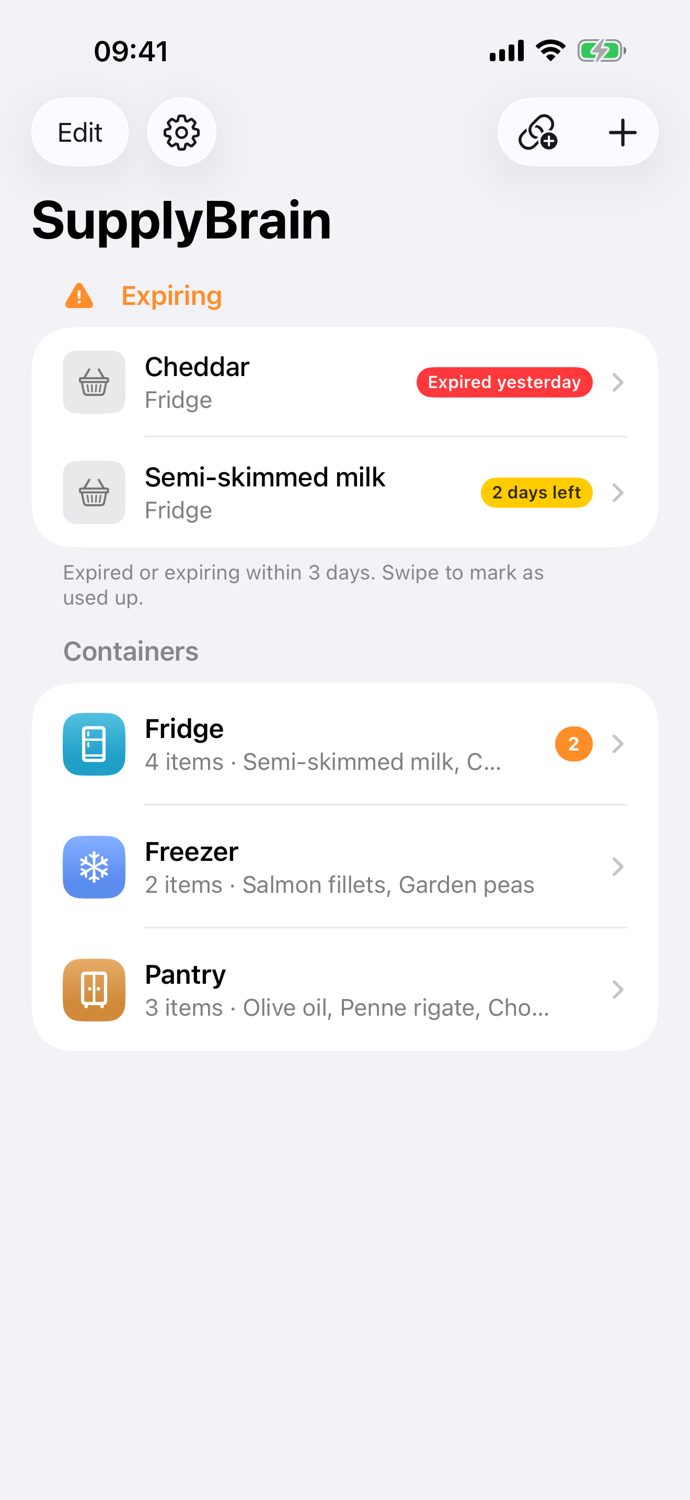 09:41
Edit
SupplyBrain
Expiring
Cheddar
Fridge
Expired yesterday
Semi-skimmed milk
Fridge
2 days left
Expired or expiring within 3 days. Swipe to mark as
used up.
Containers
Fridge
4 items · Semi-skimmed milk, C...
2
Freezer
2 items · Salmon fillets, Garden peas
Pantry
3 items · Olive oil, Penne rigate, Cho...